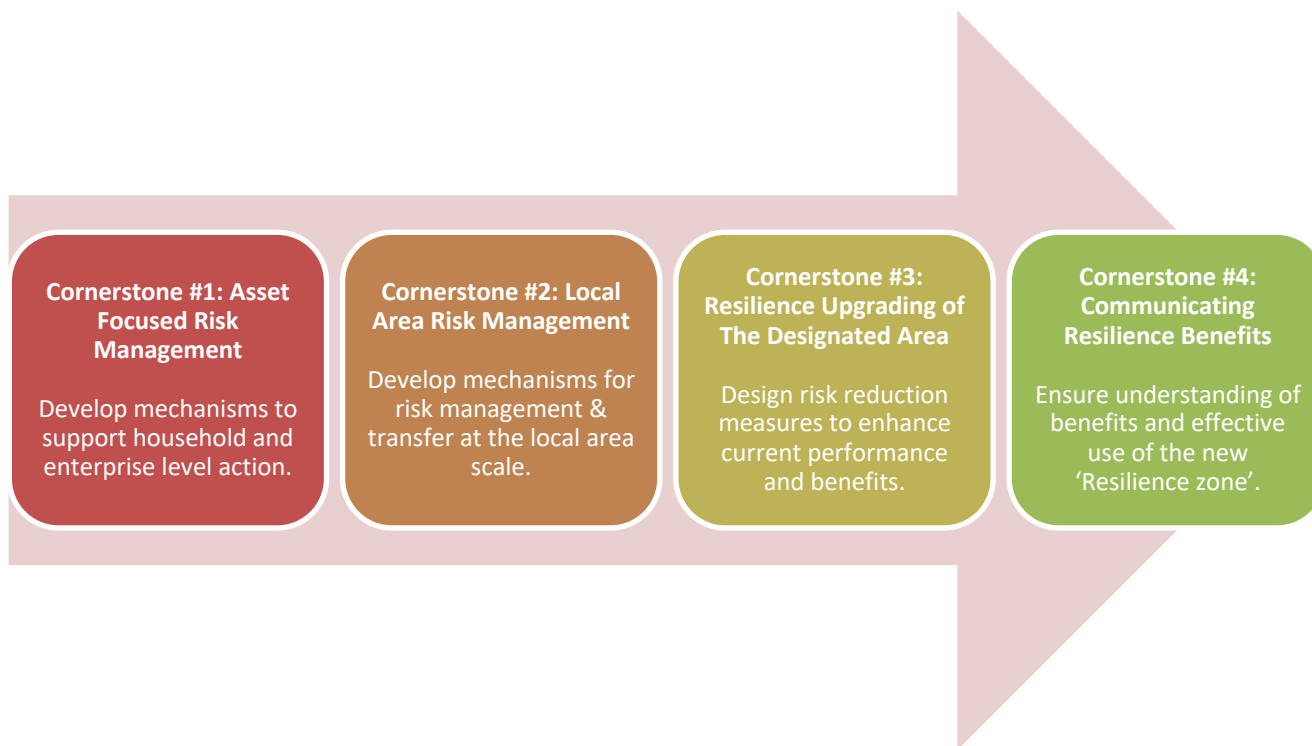 Cornerstone #1: Asset
Focused Risk
Management
Develop mechanisms to
support household and
enterprise level action.
Cornerstone #2: Local
Area Risk Management
Develop mechanisms for
risk management &
transfer at the local area
scale.
Cornerstone #3:
Resilience Upgrading of
The Designated Area
Design risk reduction
measures to enhance
current performance
and benefits.
Cornerstone #4:
Communicating
Resilience Benefits
Ensure understanding of
benefits and effective
use of the new
‘Resilience zone’.